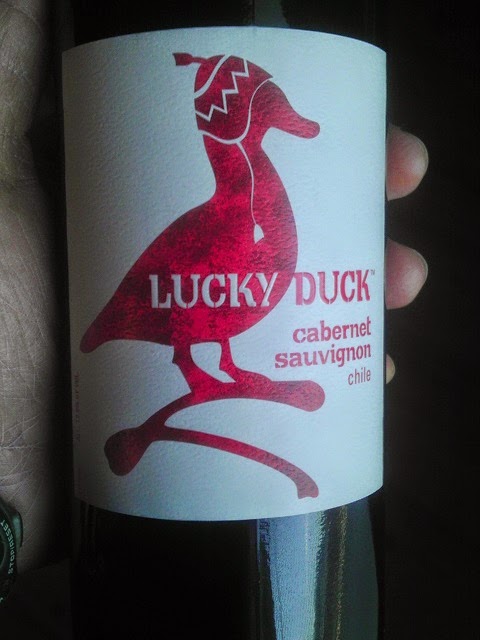 LUCKY DUCK™
cabernet
sauvignon
chile